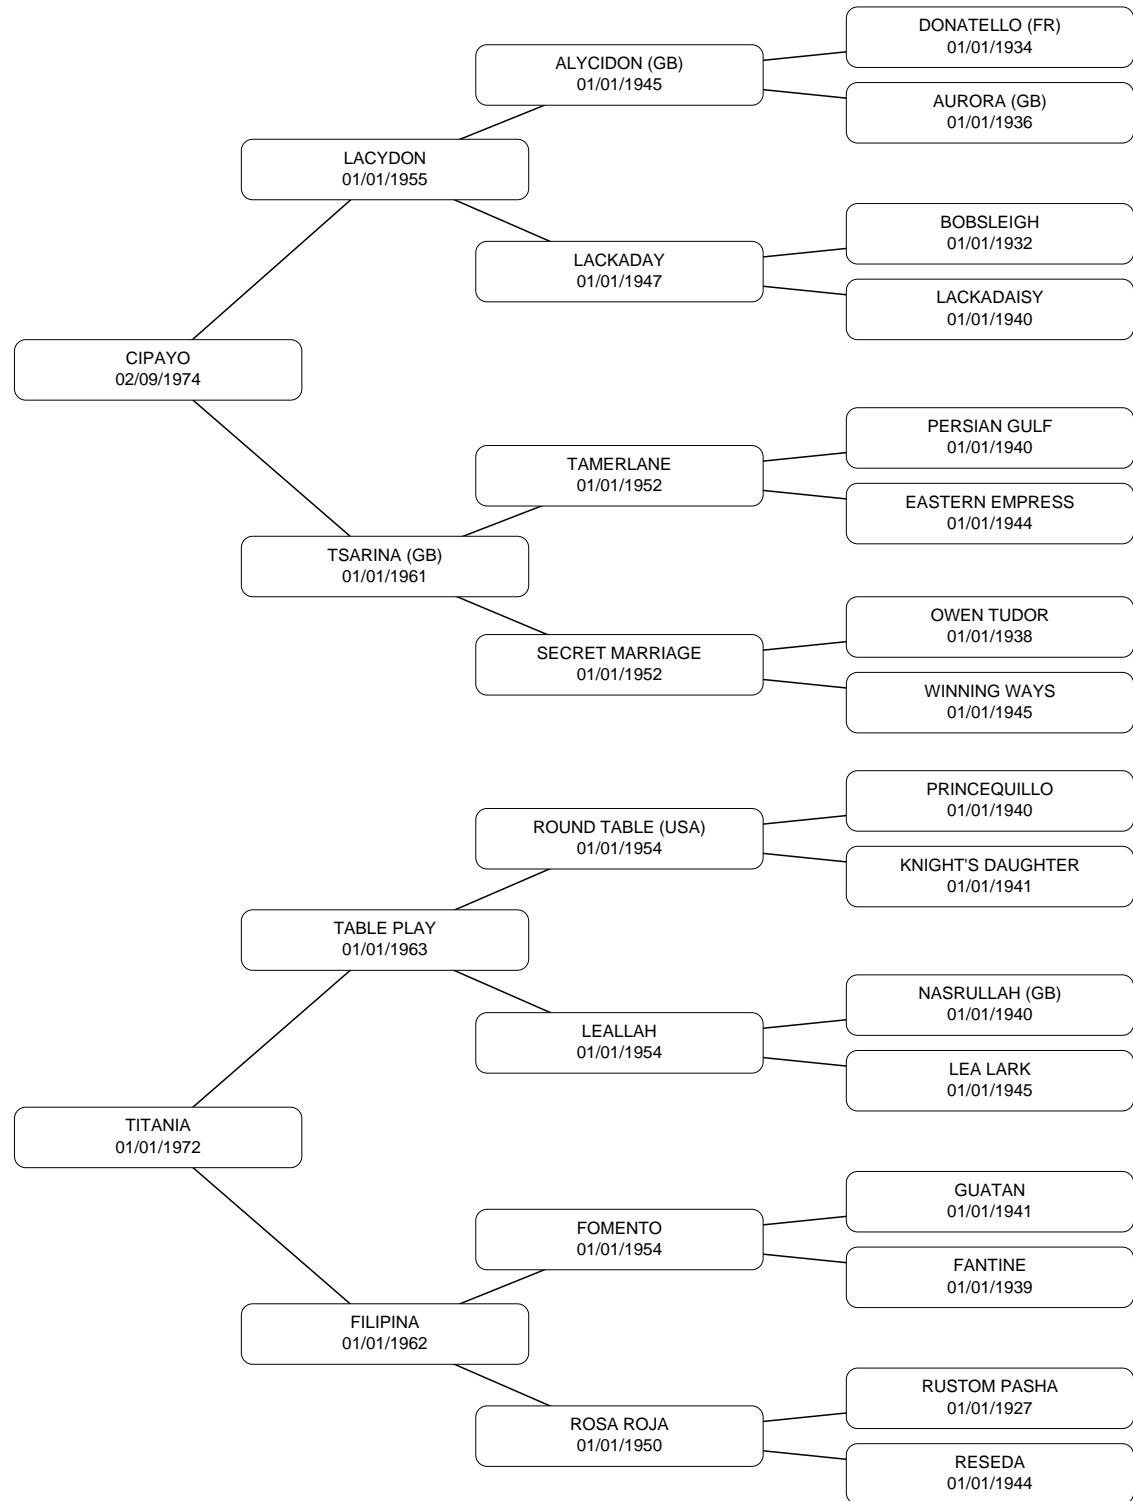 DONATELLO (FR)
01/01/1934
ALYCIDON (GB)
01/01/1945
AURORA (GB)
01/01/1936
LACYDON
01/01/1955
BOBSLEIGH
01/01/1932
LACKADAY
01/01/1947
LACKADAISY
01/01/1940
CIPAYO
02/09/1974
PERSIAN GULF
01/01/1940
TAMERLANE
01/01/1952
EASTERN EMPRESS
01/01/1944
TSARINA (GB)
01/01/1961
OWEN TUDOR
01/01/1938
SECRET MARRIAGE
01/01/1952
WINNING WAYS
01/01/1945
PRINCEQUILLO
01/01/1940
ROUND TABLE (USA)
01/01/1954
KNIGHT'S DAUGHTER
01/01/1941
TABLE PLAY
01/01/1963
NASRULLAH (GB)
01/01/1940
LEALLAH
01/01/1954
LEA LARK
01/01/1945
TITANIA
01/01/1972
GUATAN
01/01/1941
FOMENTO
01/01/1954
FANTINE
01/01/1939
FILIPINA
01/01/1962
RUSTOM PASHA
01/01/1927
ROSA ROJA
01/01/1950
RESEDA
01/01/1944